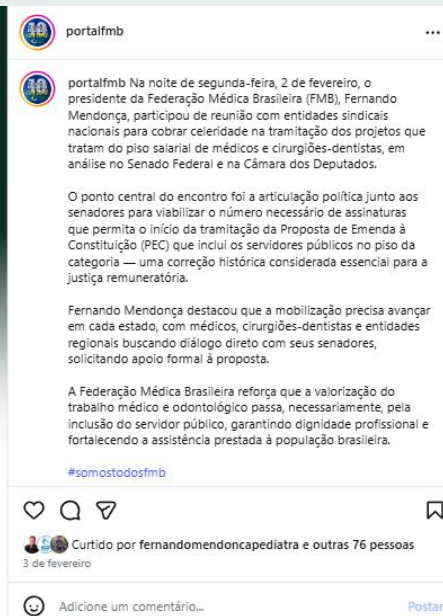 portalfmb
portalfmb Na noite de segunda-feira, 2 de fevereiro, o
presidente da Federação Médica Brasileira (FMB), Fernando
Mendonça, participou de reunião com entidades sindicais
nacionais para cobrar celeridade na tramitação dos projetos que
tratam do piso salarial de médicos e cirurgiões-dentistas, em
análise no Senado Federal e na Câmara dos Deputados.
O ponto central do encontro foi a articulação política junto aos
senadores para viabilizar o número necessário de assinaturas
que permita o início da tramitação da Proposta de Emenda à
Constituição (PEC) que inclui os servidores públicos no piso da
categoria — uma correção histórica considerada essencial para a
justiça remuneratória.
Fernando Mendonça destacou que a mobilização precisa avançar
em cada estado, com médicos, cirurgiões-dentistas e entidades
regionais buscando diálogo direto com seus senadores,
solicitando apoio formal à proposta.
A Federação Médica Brasileira reforça que a valorização do
trabalho médico e odontológico passa, necessariamente, pela
inclusão do servidor público, garantindo dignidade profissional e
fortalecendo a assistência prestada à população brasileira.
#somostodosfmb
Curtido por fernandomendoncapediatra e outras 76 pessoas
3 de fevereiro
Adicione um comentário...
Postar